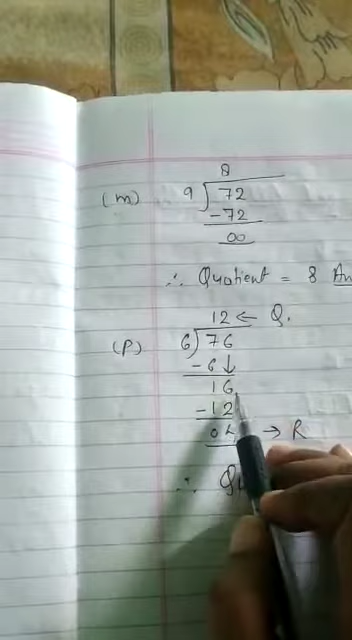 8
(m) 9) 72
-72
00
∴ Quotient = 8 An
12 ← Q.
(P) 6) 76
-6↓
16
-12
04 → R
∴